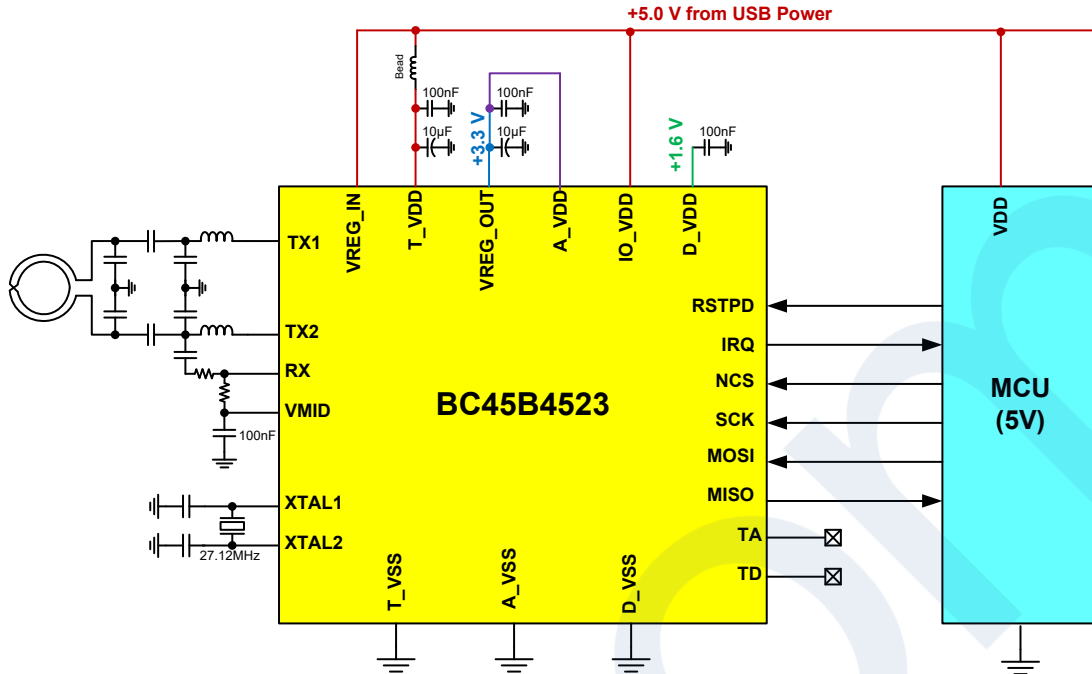 +5.0 V from USB Power
Bead
100nF
10µF
+3.3 V
100nF
10µF
+1.6 V
100nF
VREG_IN
T_VDD
VREG_OUT
A_VDD
IO_VDD
D_VDD
VDD
TX1
TX2
RX
VMID
100nF
XTAL1
XTAL2
27.12MHz
BC45B4523
RSTPD
IRQ
NCS
SCK
MOSI
MISO
TA
TD
T_VSS
A_VSS
D_VSS
MCU
(5V)